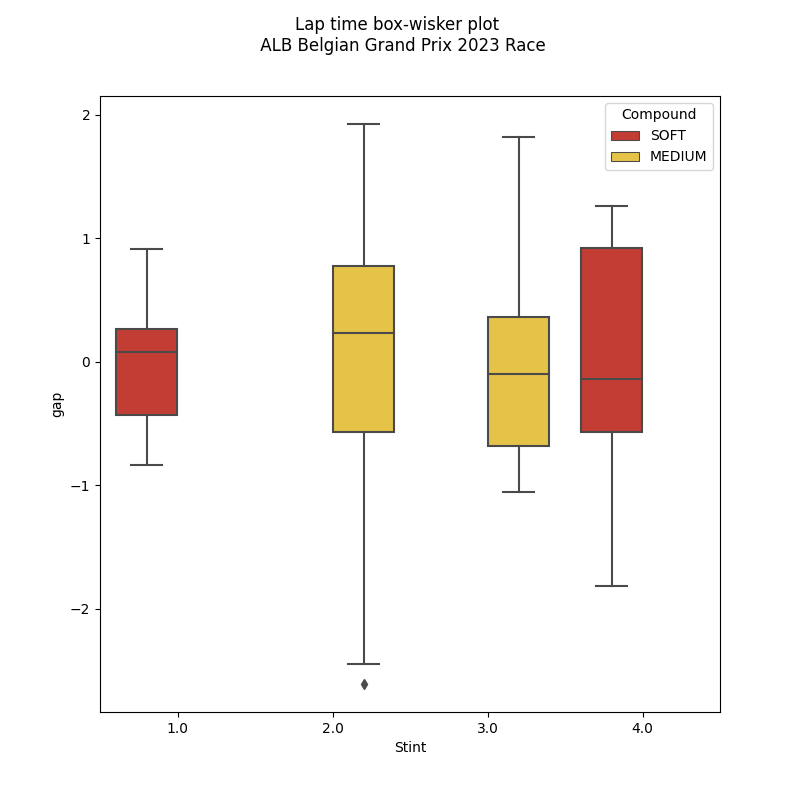 Lap time box-wisker plot
ALB Belgian Grand Prix 2023 Race
Compound
SOFT
MEDIUM
2
1
0
−1
−2
gap
1.0 2.0 3.0 4.0
Stint